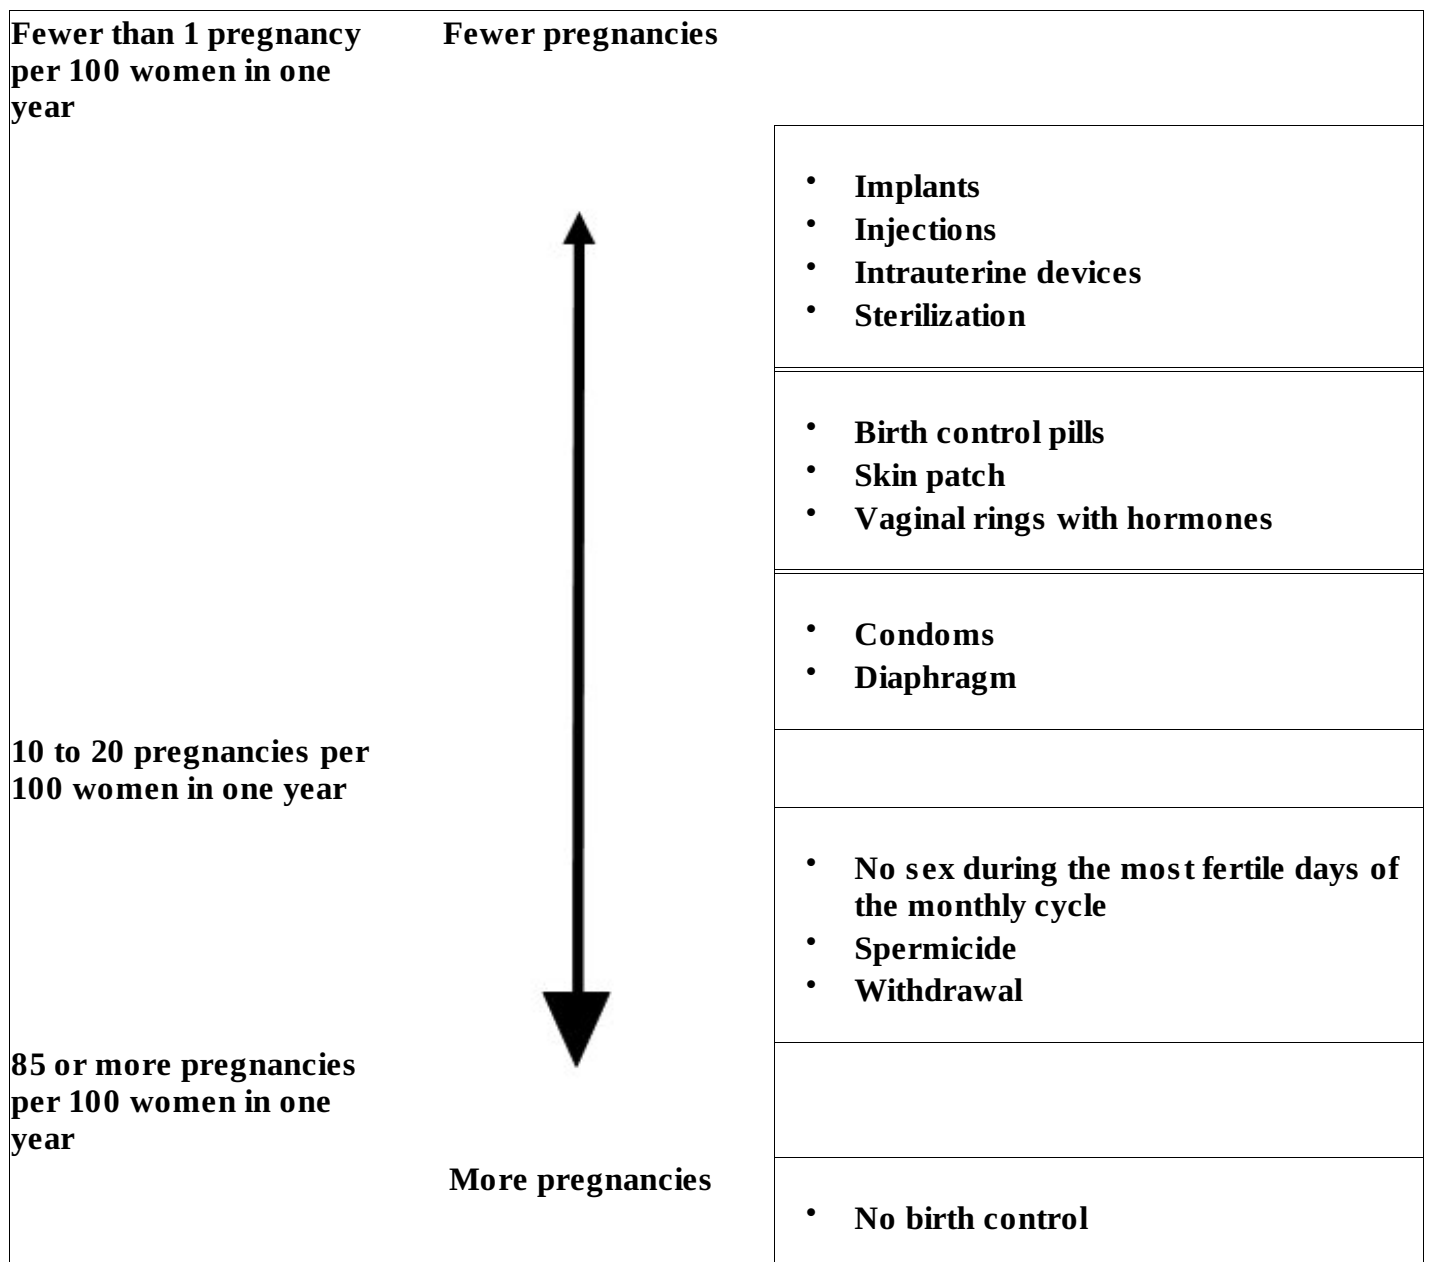 Fewer than 1 pregnancy
per 100 women in one
year
Fewer pregnancies
• Implants
• Injections
• Intrauterine devices
• Sterilization
• Birth control pills
• Skin patch
• Vaginal rings with hormones
• Condoms
• Diaphragm
10 to 20 pregnancies per
100 women in one year
• No sex during the most fertile days of
the monthly cycle
• Spermicide
• Withdrawal
85 or more pregnancies
per 100 women in one
year
More pregnancies
• No birth control